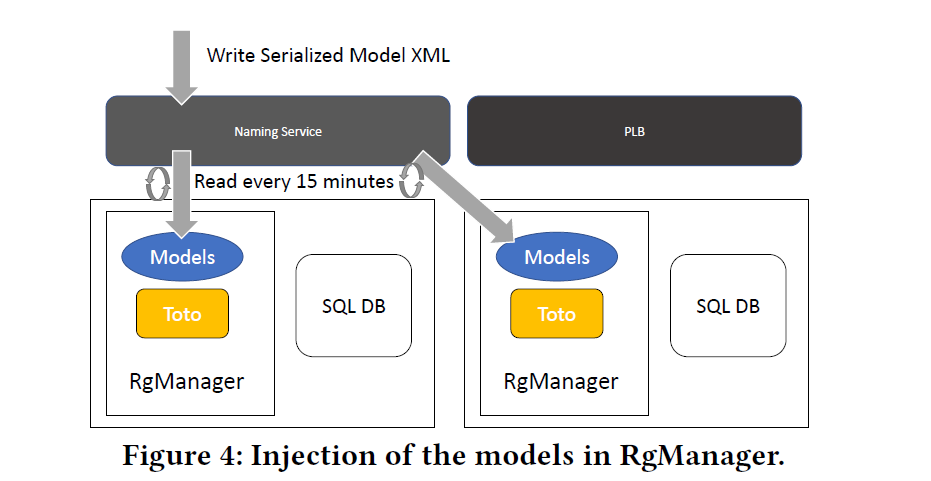 Write Serialized Model XML
Naming Service
PLB
Read every 15 minutes
Models
Toto
SQL DB
RgManager
Models
Toto
SQL DB
RgManager
Figure 4: Injection of the models in RgManager.